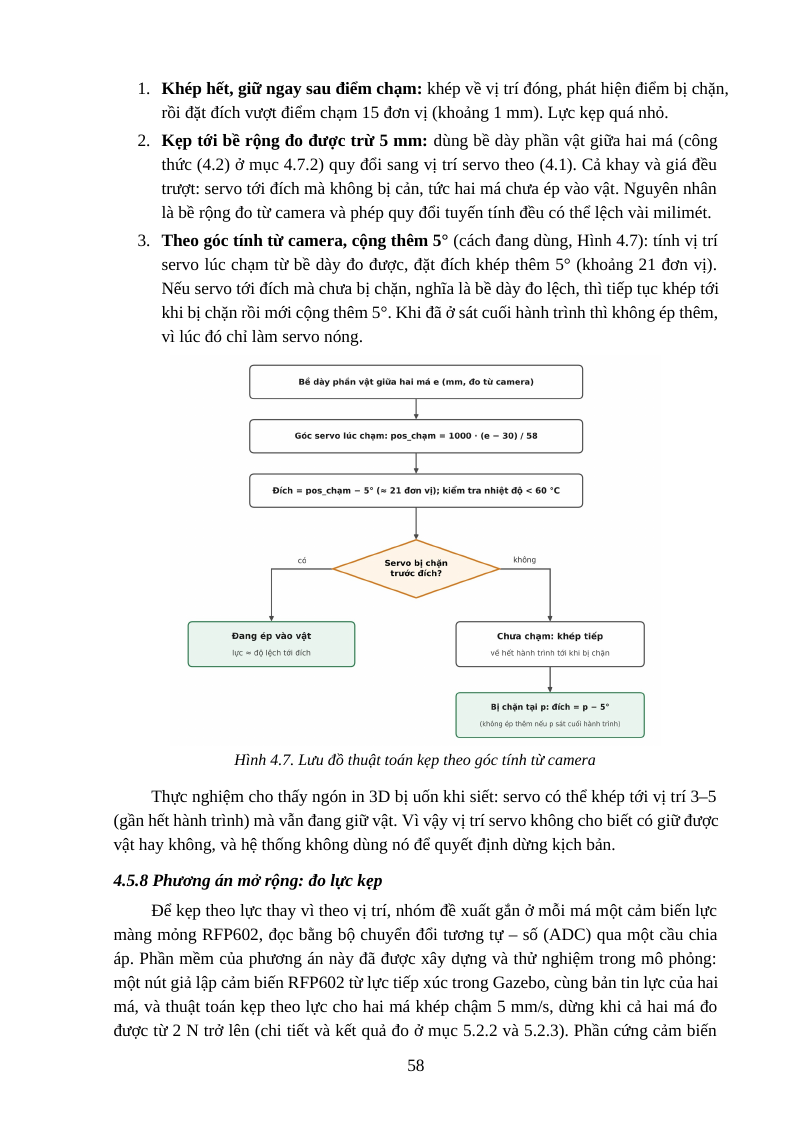 1. Khép hết, giữ ngay sau điểm chạm: khép về vị trí đóng, phát hiện điểm bị chặn,
rồi đặt đích vượt điểm chạm 15 đơn vị (khoảng 1 mm). Lực kẹp quá nhỏ.
2. Kẹp tới bề rộng đo được trừ 5 mm: dùng bề dày phần vật giữa hai má (công
thức (4.2) ở mục 4.7.2) quy đổi sang vị trí servo theo (4.1). Cả khay và giá đều
trượt: servo tới đích mà không bị cản, tức hai má chưa ép vào vật. Nguyên nhân
là bề rộng đo từ camera và phép quy đổi tuyến tính đều có thể lệch vài milimét.
3. Theo góc tính từ camera, cộng thêm 5° (cách đang dùng, Hình 4.7): tính vị trí
servo lúc chạm từ bề dày đo được, đặt đích khép thêm 5° (khoảng 21 đơn vị).
Nếu servo tới đích mà chưa bị chặn, nghĩa là bề dày đo lệch, thì tiếp tục khép tới
khi bị chặn rồi mới cộng thêm 5°. Khi đã ở sát cuối hành trình thì không ép thêm,
vì lúc đó chỉ làm servo nóng.
Bề dày phần vật giữa hai má e (mm, đo từ camera)
Góc servo lúc chạm: pos_chạm = 1000 · (e − 30) / 58
Đích = pos_chạm − 5° (≈ 21 đơn vị); kiểm tra nhiệt độ < 60 °C
Servo bị chặn
trước đích?
có
không
Đang ép vào vật
lực ≈ độ lệch tới đích
Chưa chạm: khép tiếp
về hết hành trình tới khi bị chặn
Bị chặn tại p: đích = p − 5°
(không ép thêm nếu p sát cuối hành trình)
Hình 4.7. Lưu đồ thuật toán kẹp theo góc tính từ camera
Thực nghiệm cho thấy ngón in 3D bị uốn khi siết: servo có thể khép tới vị trí 3–5
(gần hết hành trình) mà vẫn đang giữ vật. Vì vậy vị trí servo không cho biết có giữ được
vật hay không, và hệ thống không dùng nó để quyết định dừng kịch bản.
4.5.8 Phương án mở rộng: đo lực kẹp
Để kẹp theo lực thay vì theo vị trí, nhóm đề xuất gắn ở mỗi má một cảm biến lực
màng mỏng RFP602, đọc bằng bộ chuyển đổi tương tự – số (ADC) qua một cầu chia
áp. Phần mềm của phương án này đã được xây dựng và thử nghiệm trong mô phỏng:
một nút giả lập cảm biến RFP602 từ lực tiếp xúc trong Gazebo, cùng bản tin lực của hai
má, và thuật toán kẹp theo lực cho hai má khép chậm 5 mm/s, dừng khi cả hai má đo
được từ 2 N trở lên (chi tiết và kết quả đo ở mục 5.2.2 và 5.2.3). Phần cứng cảm biến
58